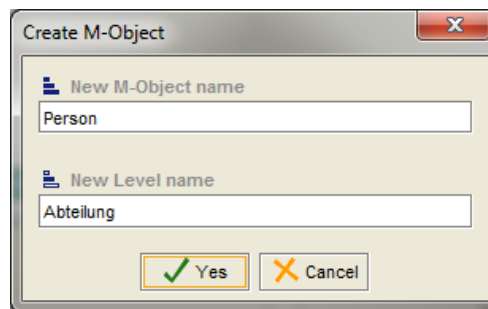 Create M-Object
New M-Object name
Person
New Level name
Abteilung
Yes Cancel